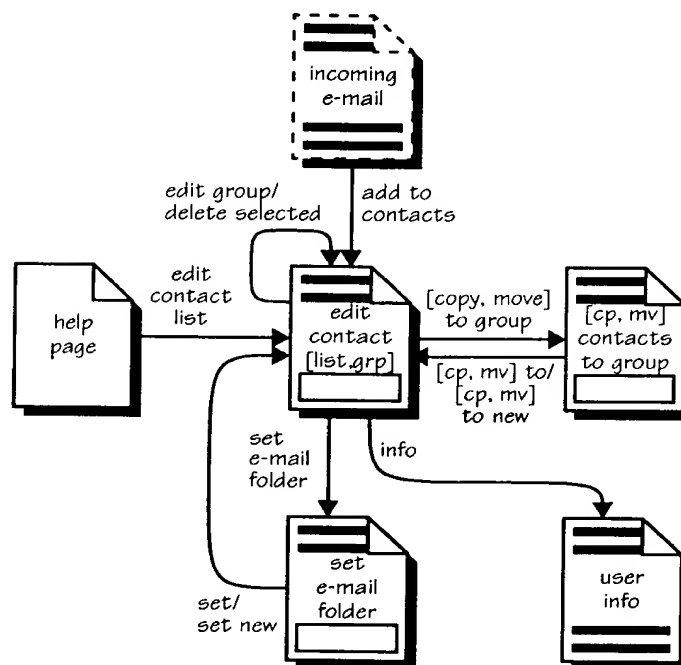 incoming
e-mail
edit group/
delete selected
add to
contacts
edit
contact
list
help
page
edit
contact
[list,grp]
[copy, move]
to group
[cp, mv]
contacts
to group
[cp, mv] to/
[cp, mv]
to new
set
e-mail
folder
info
set/
set new
set
e-mail
folder
user
info